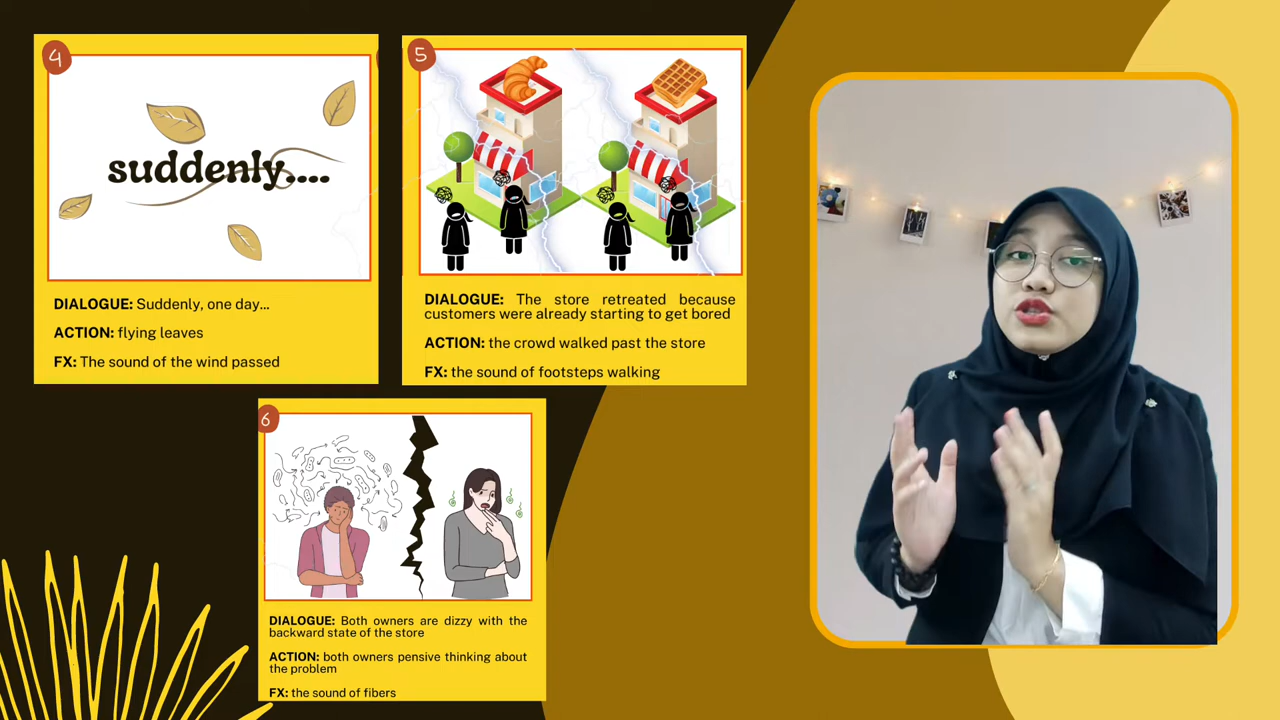 4
suddenly....
DIALOGUE: Suddenly, one day...
ACTION: flying leaves
FX: The sound of the wind passed
5
DIALOGUE: The store retreated because
customers were already starting to get bored
ACTION: the crowd walked past the store
FX: the sound of footsteps walking
6
DIALOGUE: Both owners are dizzy with the
backward state of the store
ACTION: both owners pensive thinking about
the problem
FX: the sound of fibers